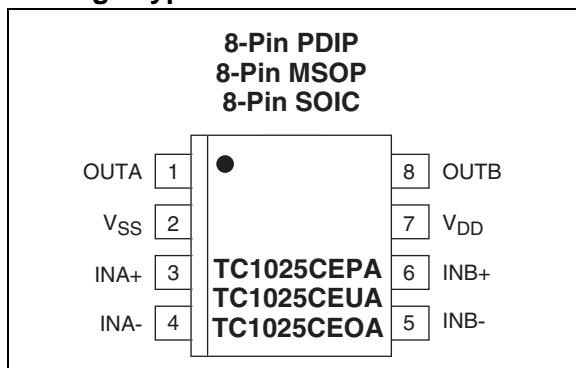 8-Pin PDIP
8-Pin MSOP
8-Pin SOIC
OUTA 1 8 OUTB
VSS 2 7 VDD
INA+ 3 TC1025CEPA 6 INB+
TC1025CEUA
INA- 4 TC1025CEOA 5 INB-